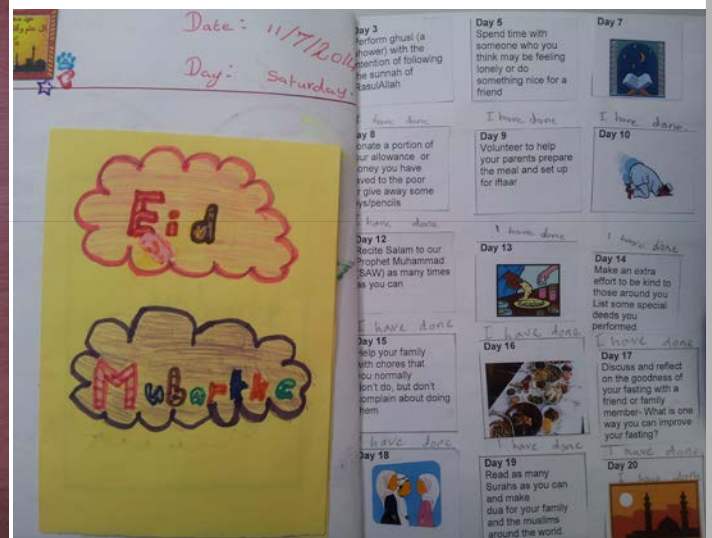 Date: 11/7/2014
Day: Saturday.
Eid
Mubarke
Day 3
Perform ghusl (a
shower) with the
intention of following
the sunnah of
RasulAllah
I have done
Day 5
Spend time with
someone who you
think may be feeling
lonely or do
something nice for a
friend
I have done
Day 7
I have done.
Day 8
onate a portion of
ur allowance or
oney you have
aved to the poor
r give away some
ys/pencils
I have done
Day 9
Volunteer to help
your parents prepare
the meal and set up
for iftaar
I have done
Day 10
I have done
Day 12
Recite Salam to our
Prophet Muhammad
(SAW) as many times
as you can
I have done
Day 13
I have done
Day 14
Make an extra
effort to be kind to
those around you
List some special
deeds you
performed
I have done
Day 15
Help your family
with chores that
you normally
don't do, but don't
complain about doing
them
I have done
Day 16
I have done
Day 17
Discuss and reflect
on the goodness of
your fasting with a
friend or family
member- What is one
way you can improve
your fasting?
I have done
Day 18
Day 19
Read as many
Surahs as you can
and make
dua for your family
and the muslims
around the world.
Day 20
I have done